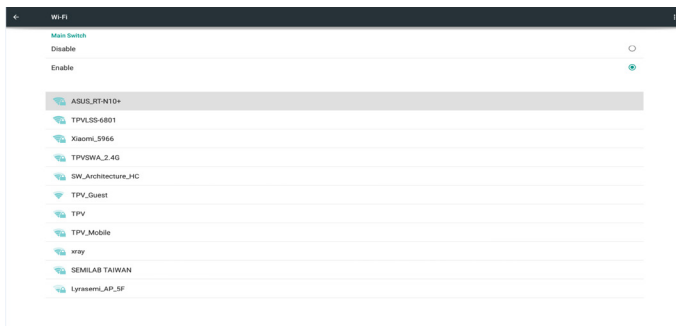 Wi-Fi
Main Switch
Disable
Enable
ASUS_RT-N10+
TPVLSS-6801
Xiaomi_5966
TPVSWA_2.4G
SW_Architecture_HC
TPV_Guest
TPV
TPV_Mobile
xray
SEMILAB TAIWAN
Lyrasemi_AP_5F